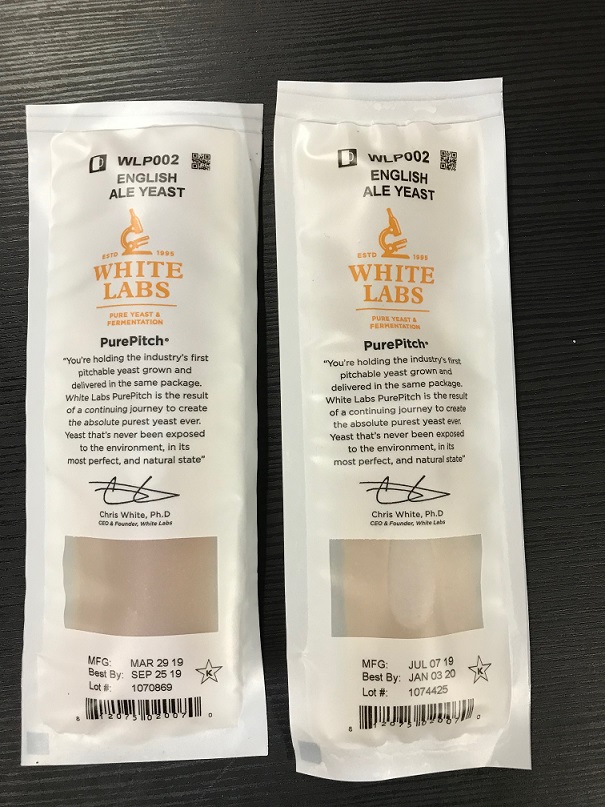 WLP002
ENGLISH
ALE YEAST
ESTD 1995
WHITE
LABS
PURE YEAST &
FERMENTATION
PurePitch®
"You're holding the industry's first
pitchable yeast grown and
delivered in the same package.
White Labs PurePitch is the result
of a continuing journey to create
the absolute purest yeast ever.
Yeast that's never been exposed
to the environment, in its
most perfect, and natural state"
Chris White, Ph.D
CEO & Founder, White Labs
MFG: MAR 29 19
Best By: SEP 25 19
Lot #: 1070869
K
WLP002
ENGLISH
ALE YEAST
ESTD 1995
WHITE
LABS
PURE YEAST &
FERMENTATION
PurePitch®
"You're holding the industry's first
pitchable yeast grown and
delivered in the same package.
White Labs PurePitch is the result
of a continuing journey to create
the absolute purest yeast ever.
Yeast that's never been exposed
to the environment, in its
most perfect, and natural state"
Chris White, Ph.D
CEO & Founder, White Labs
MFG: JUL 07 19
Best By: JAN 03 20
Lot #: 1074425
K